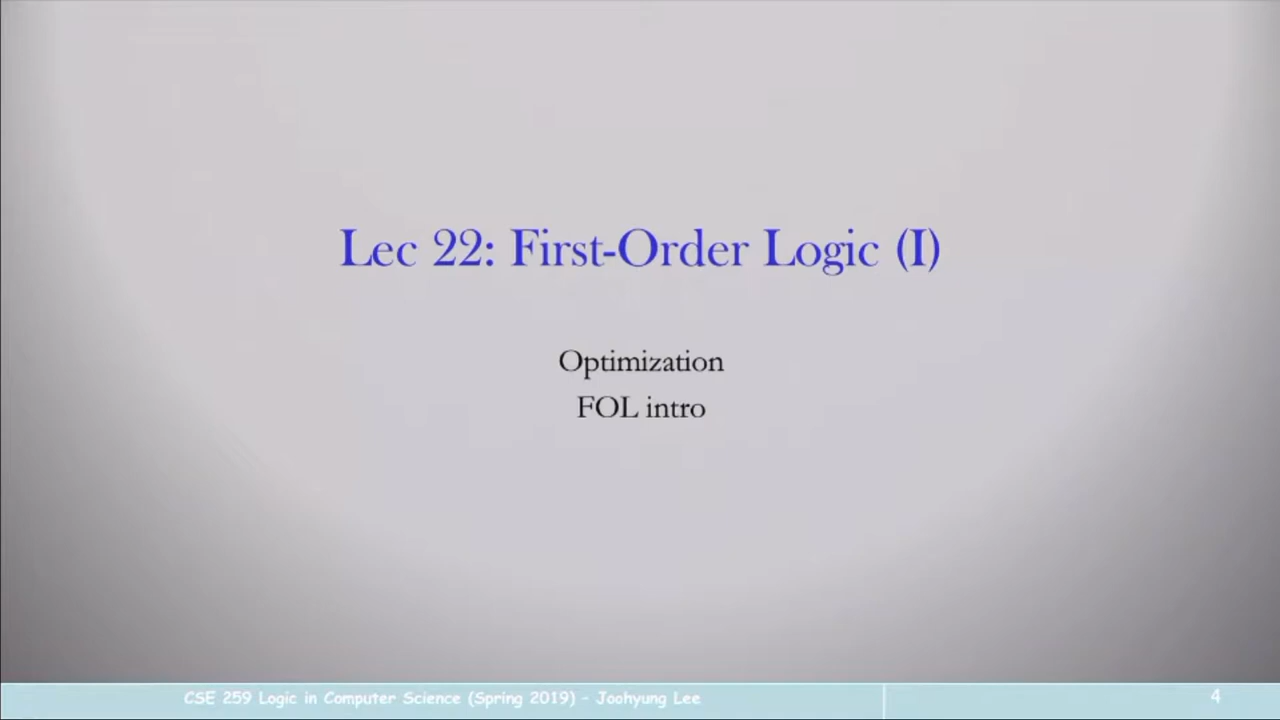 Lec 22: First-Order Logic (I)
Optimization
FOL intro
CSE 259 Logic in Computer Science (Spring 2019) - Joohyung Lee
4